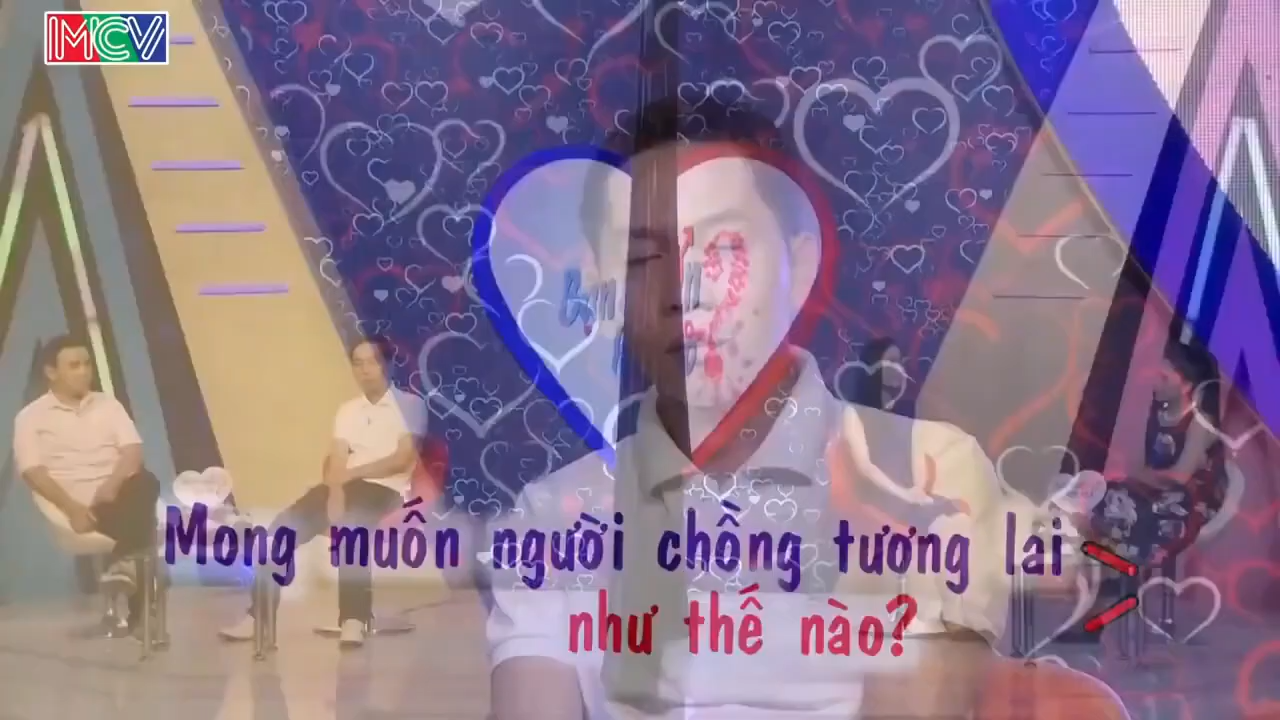 MCV
Mong muốn người chồng tương lai
như thế nào?